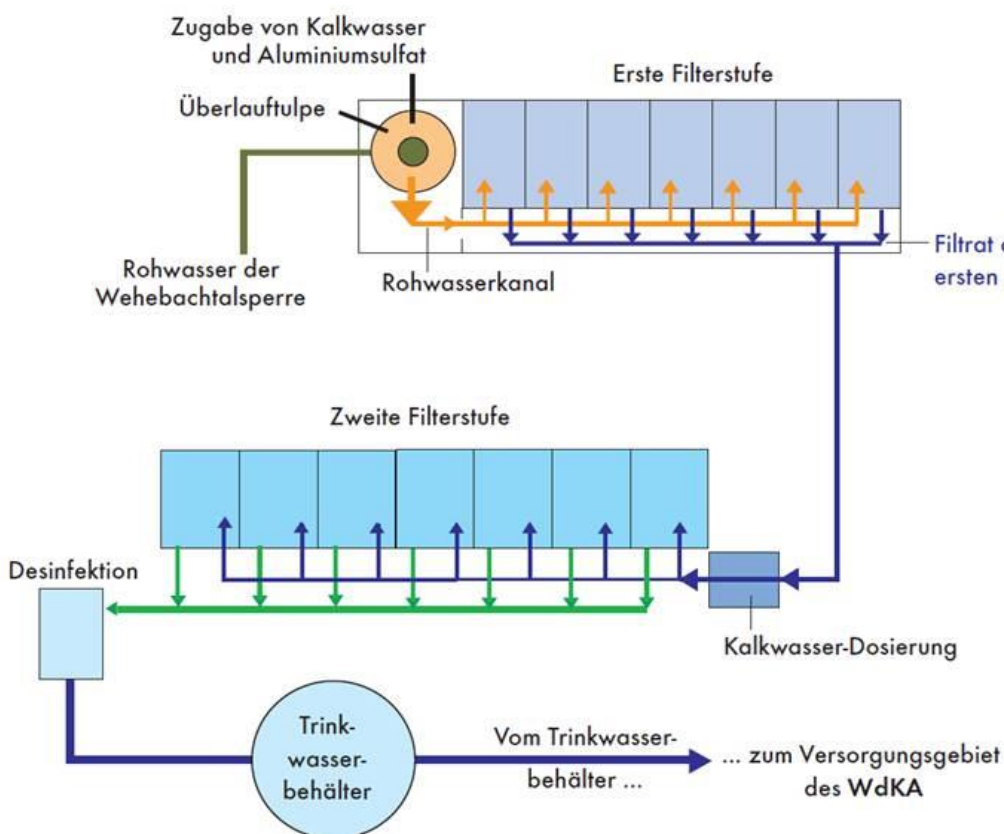 Zugabe von Kalkwasser
und Aluminiumsulfat
Überlauftulpe
Erste Filterstufe
Rohwasser der
Wehebachtalsperre
Rohwasserkanal
Filtrat
ersten
Zweite Filterstufe
Desinfektion
Kalkwasser-Dosierung
Trink-
wasser-
behälter
Vom Trinkwasser-
behälter ...
... zum Versorgungsgebiet
des WdKA